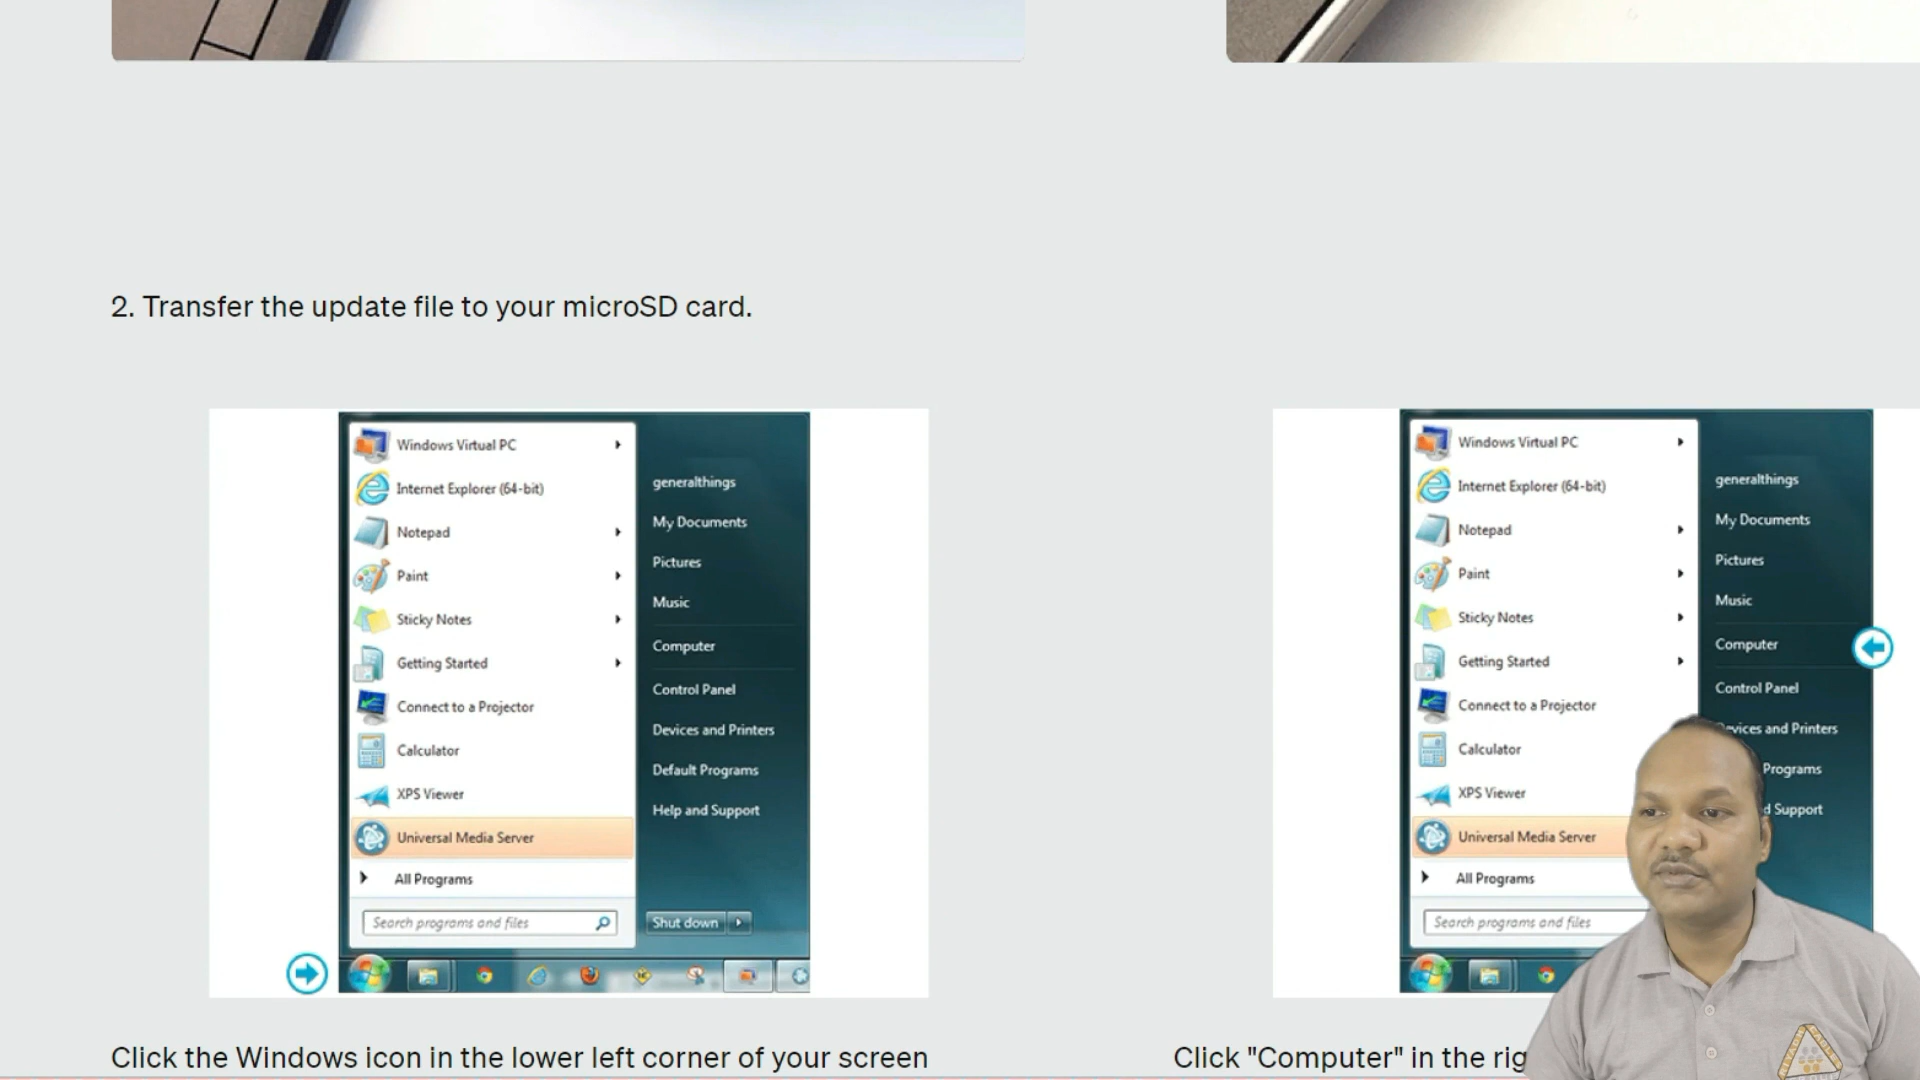 2. Transfer the update file to your microSD card.
Windows Virtual PC
Internet Explorer (64-bit)
Notepad
Paint
Sticky Notes
Getting Started
Connect to a Projector
Calculator
XPS Viewer
Universal Media Server
All Programs
Search programs and files
generalthings
My Documents
Pictures
Music
Computer
Control Panel
Devices and Printers
Default Programs
Help and Support
Shut down
Click the Windows icon in the lower left corner of your screen
Windows Virtual PC
Internet Explorer (64-bit)
Notepad
Paint
Sticky Notes
Getting Started
Connect to a Projector
Calculator
XPS Viewer
Universal Media Server
All Programs
Search programs and files
generalthings
My Documents
Pictures
Music
Computer
Control Panel
evices and Printers
Programs
d Support
Click "Computer" in the rig